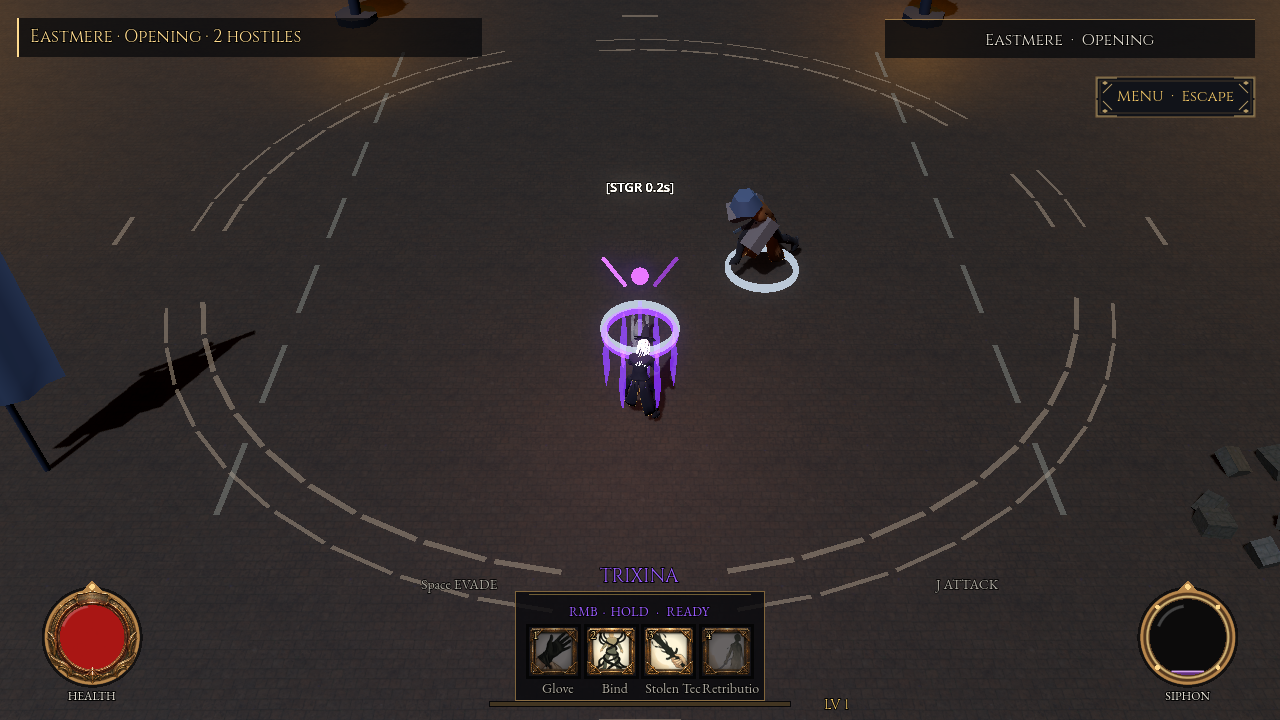 EASTMERE · OPENING · 2 HOSTILES
EASTMERE · OPENING
MENU · ESCAPE
[STGR 0.2s]
Space EVADE
TRIXINA
J ATTACK
RMB · HOLD · READY
1 2 3 4
Glove Bind Stolen Tec Retributio
HEALTH
SIPHON
LV 1